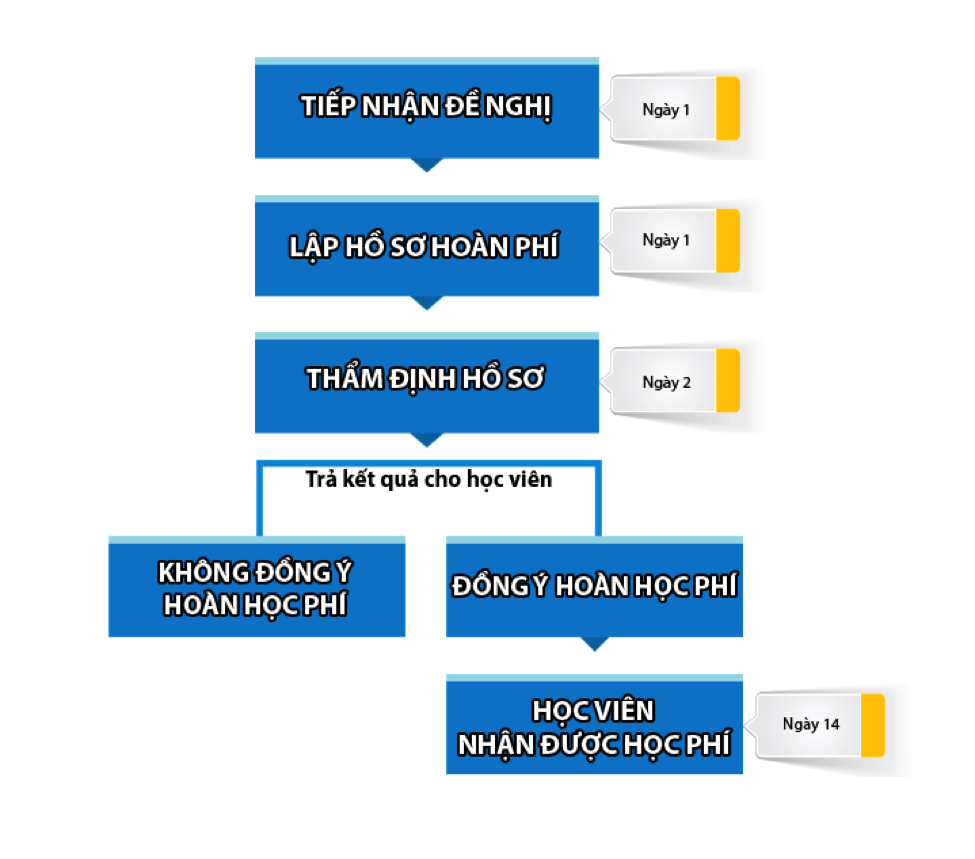 TIẾP NHẬN ĐỀ NGHỊ
Ngày 1
LẬP HỒ SƠ HOÀN PHÍ
Ngày 1
THẨM ĐỊNH HỒ SƠ
Ngày 2
Trả kết quả cho học viên
KHÔNG ĐỒNG Ý
HOÀN HỌC PHÍ
ĐỒNG Ý HOÀN HỌC PHÍ
HỌC VIÊN
NHẬN ĐƯỢC HỌC PHÍ
Ngày 14